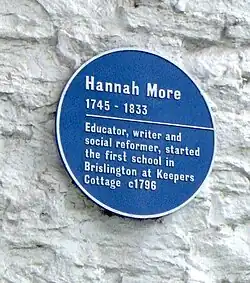 Hannah More
1745 - 1833
Educator, writer and
social reformer, started
the first school in
Brislington at Keepers
Cottage c1796